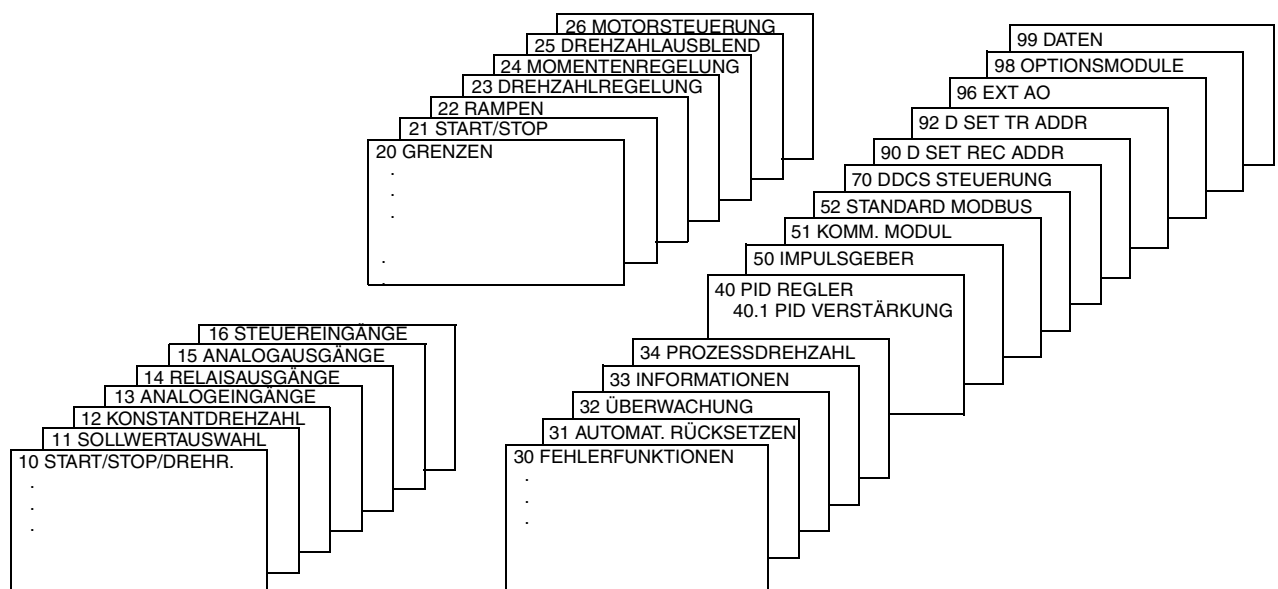 26 MOTORSTEUERUNG
25 DREHZAHLAUSBLEND
24 MOMENTENREGELUNG
23 DREHZAHLREGELUNG
22 RAMPEN
21 START/STOP
20 GRENZEN
.
.
.
.
.
16 STEUEREINGÄNGE
15 ANALOGAUSGÄNGE
14 RELAISAUSGÄNGE
13 ANALOGEINGÄNGE
12 KONSTANTDREHZAHL
11 SOLLWERTAUSWAHL
10 START/STOP/DREHR.
.
.
.
99 DATEN
98 OPTIONSMODULE
96 EXT AO
92 D SET TR ADDR
90 D SET REC ADDR
70 DDCS STEUERUNG
52 STANDARD MODBUS
51 KOMM. MODUL
50 IMPULSGEBER
40 PID REGLER
40.1 PID VERSTÄRKUNG
34 PROZESSDREHZAHL
33 INFORMATIONEN
32 ÜBERWACHUNG
31 AUTOMAT. RÜCKSETZEN
30 FEHLERFUNKTIONEN
.
.
.